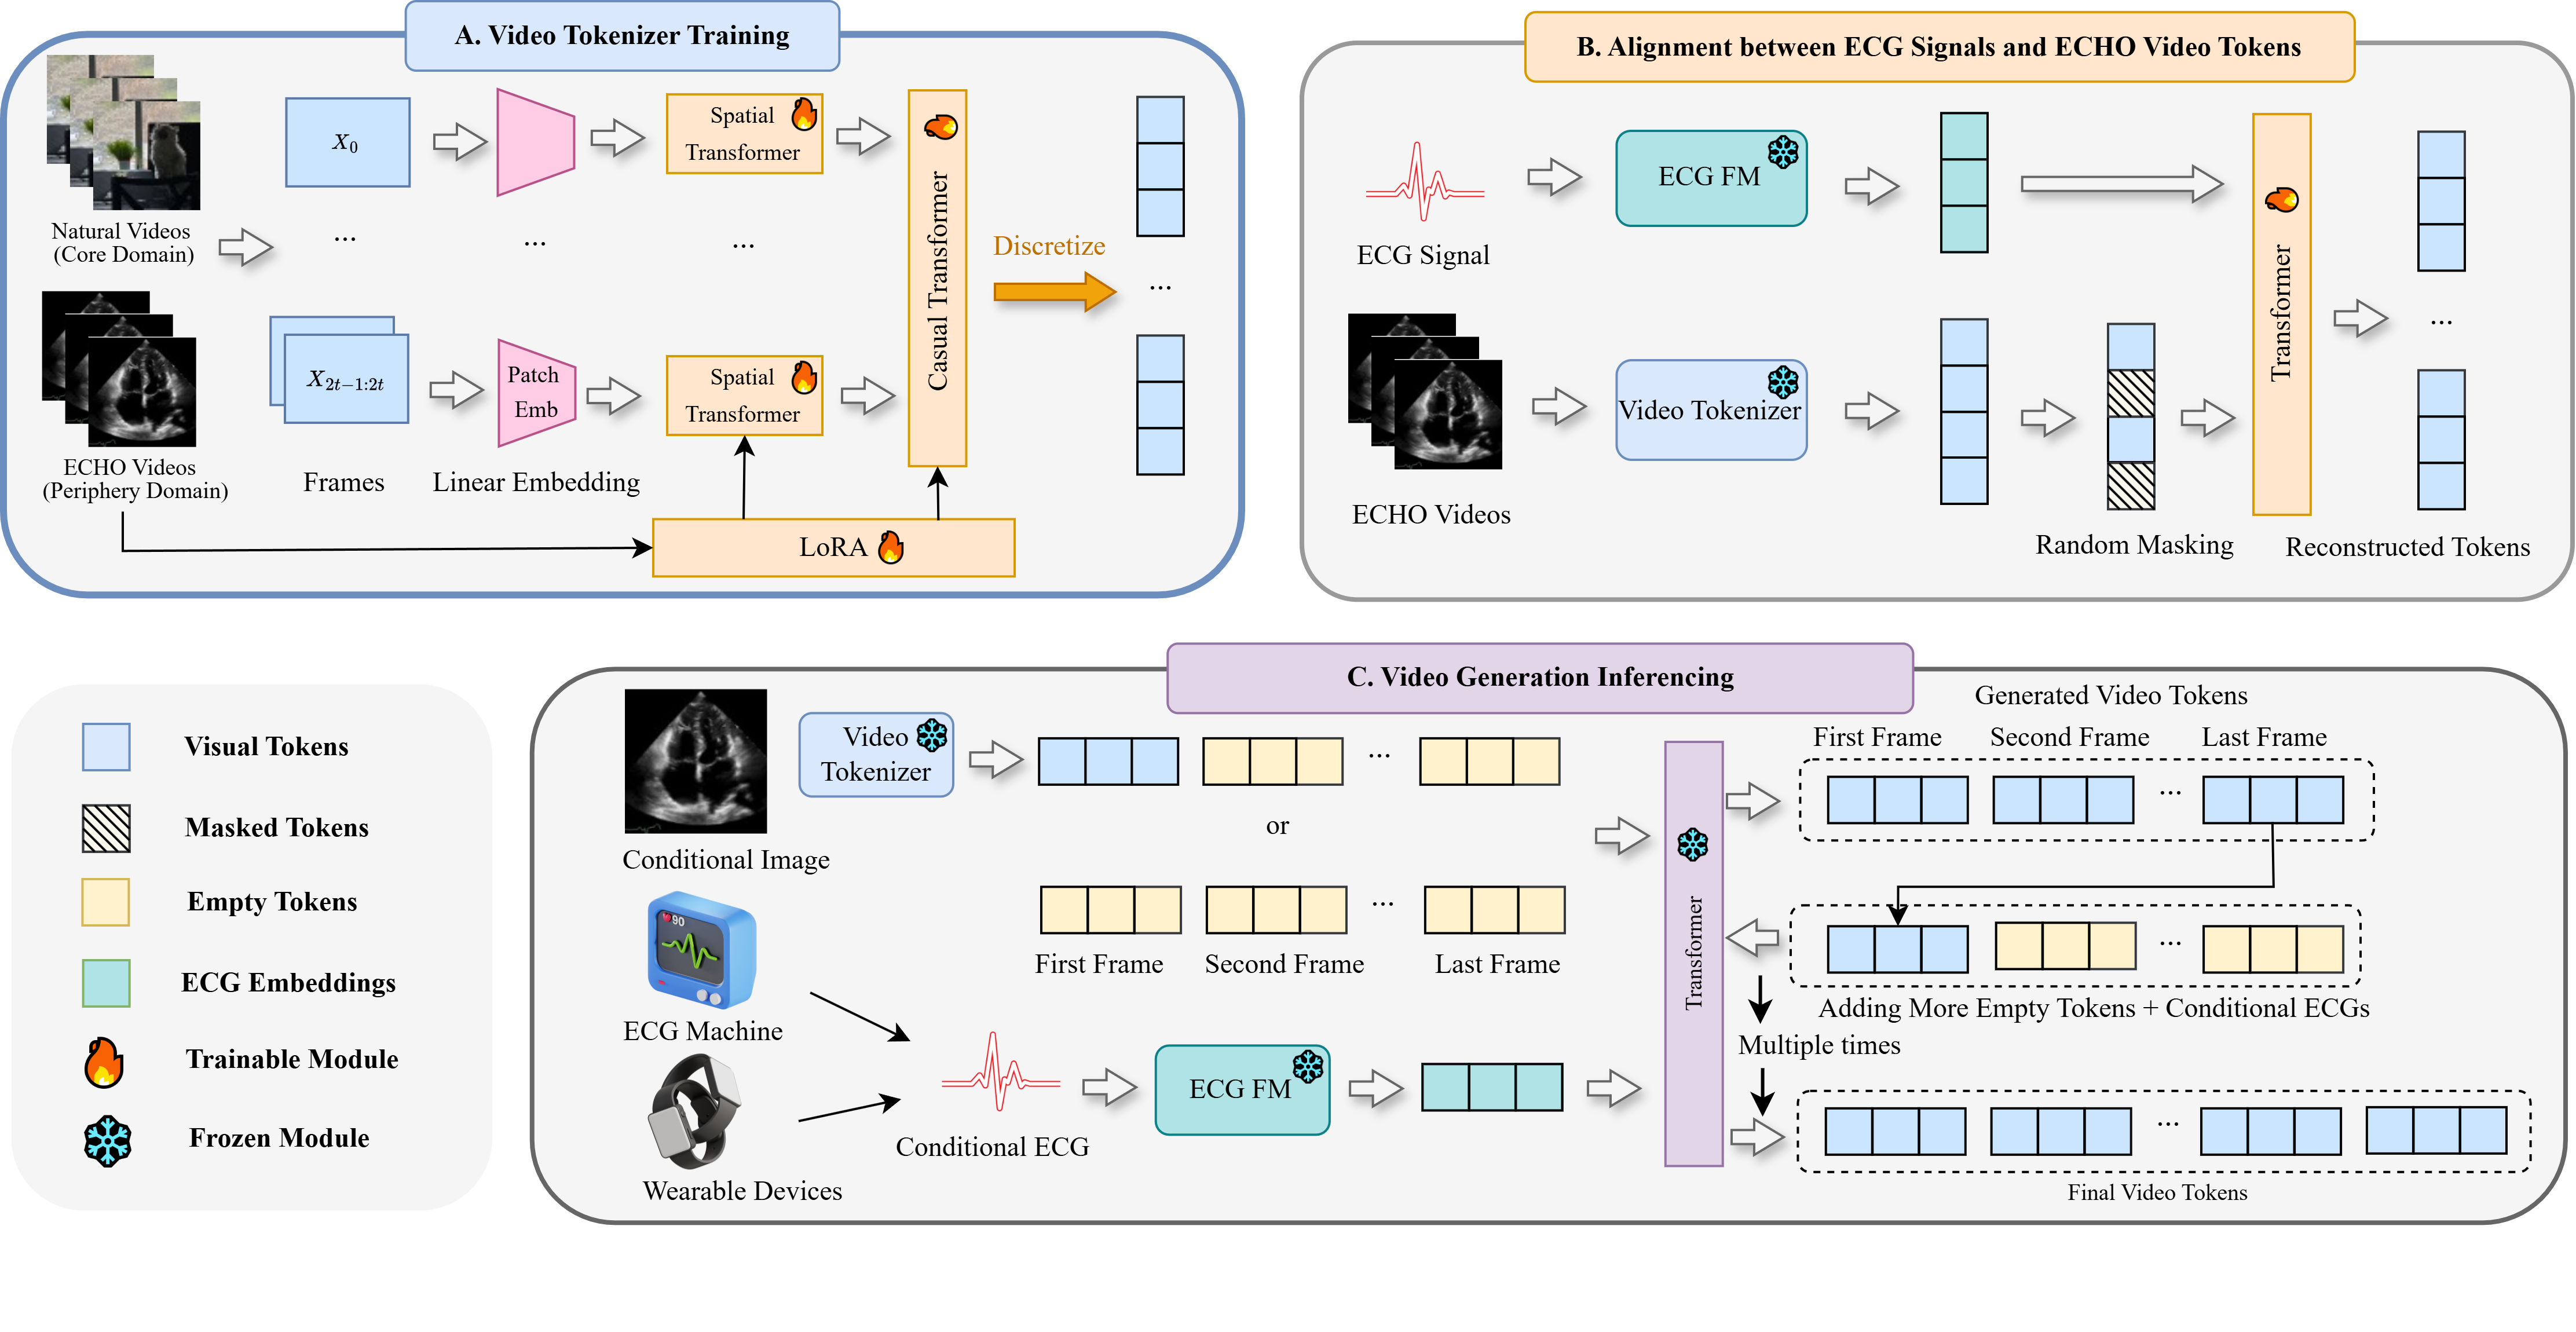 A. Video Tokenizer Training
Natural Videos
(Core Domain)
ECHO Videos
(Periphery Domain)
X0
...
X2t−1:2t
Frames
...
Patch
Emb
Linear Embedding
Spatial
Transformer
...
Spatial
Transformer
Casual Transformer
LoRA
Discretize
...
B. Alignment between ECG Signals and ECHO Video Tokens
ECG Signal
ECG FM
ECHO Videos
Video Tokenizer
Random Masking
Transformer
...
Reconstructed Tokens
Visual Tokens
Masked Tokens
Empty Tokens
ECG Embeddings
Trainable Module
Frozen Module
C. Video Generation Inferencing
Conditional Image
Video
Tokenizer
...
or
...
First Frame
Second Frame
Last Frame
90
ECG Machine
Wearable Devices
Conditional ECG
ECG FM
Transformer
Generated Video Tokens
First Frame
Second Frame
Last Frame
...
...
Adding More Empty Tokens + Conditional ECGs
Multiple times
...
Final Video Tokens